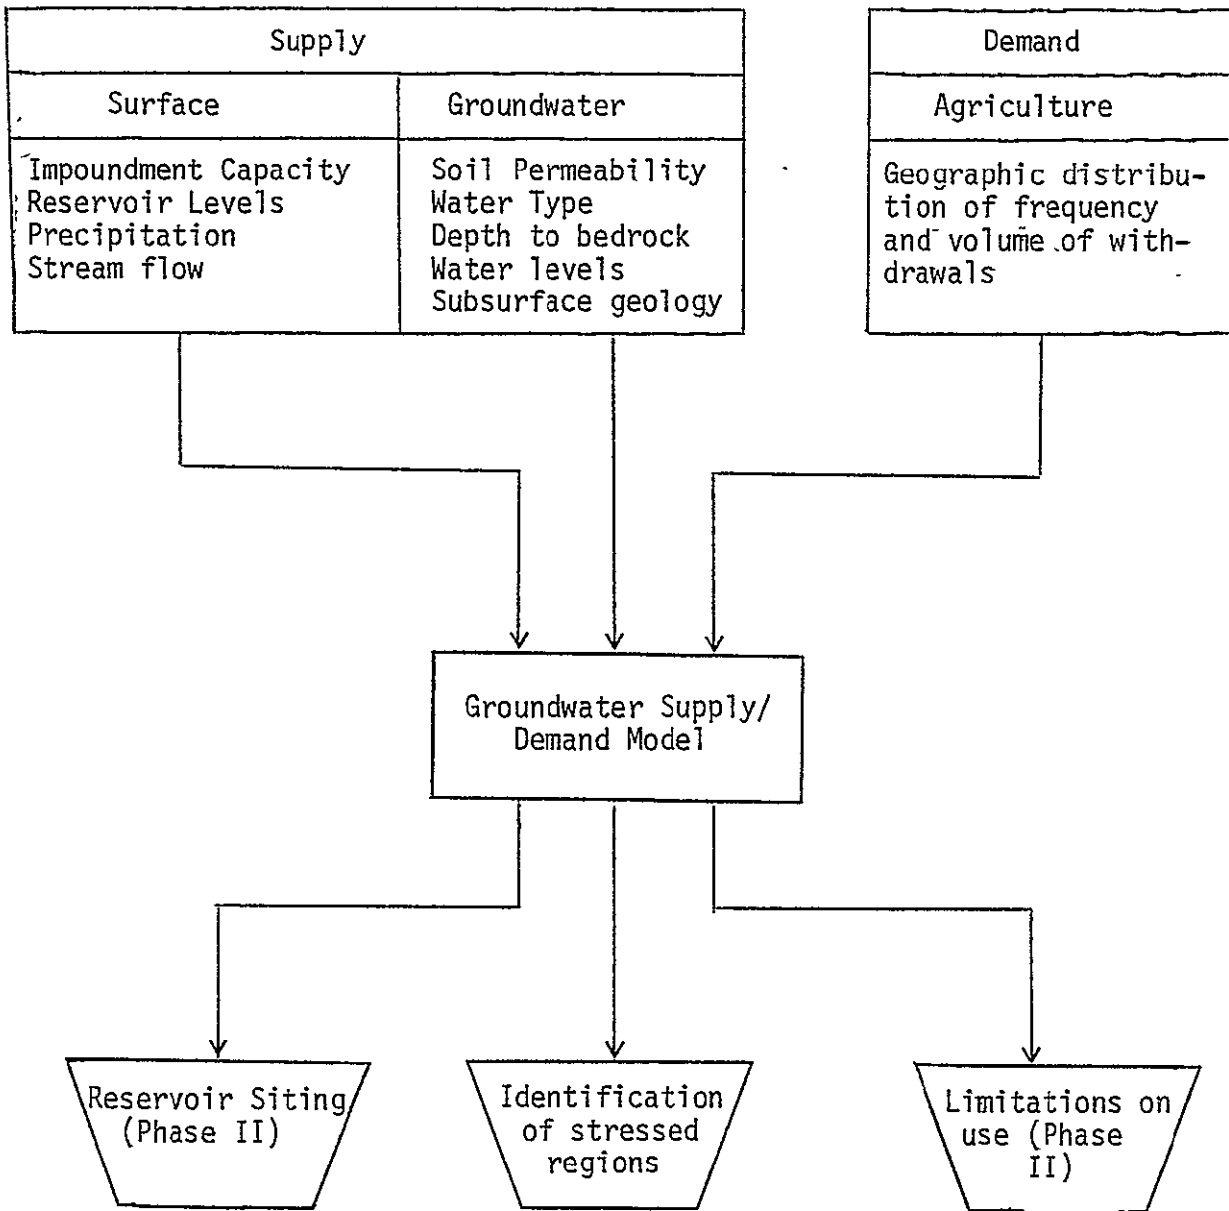 Supply
Surface
Groundwater
Impoundment Capacity
Reservoir Levels
Precipitation
Stream flow
Soil Permeability
Water Type
Depth to bedrock
Water levels
Subsurface geology
Demand
Agriculture
Geographic distribu-
tion of frequency
and volume of with-
drawals
Groundwater Supply/
Demand Model
Reservoir Siting
(Phase II)
Identification
of stressed
regions
Limitations on
use (Phase
II)